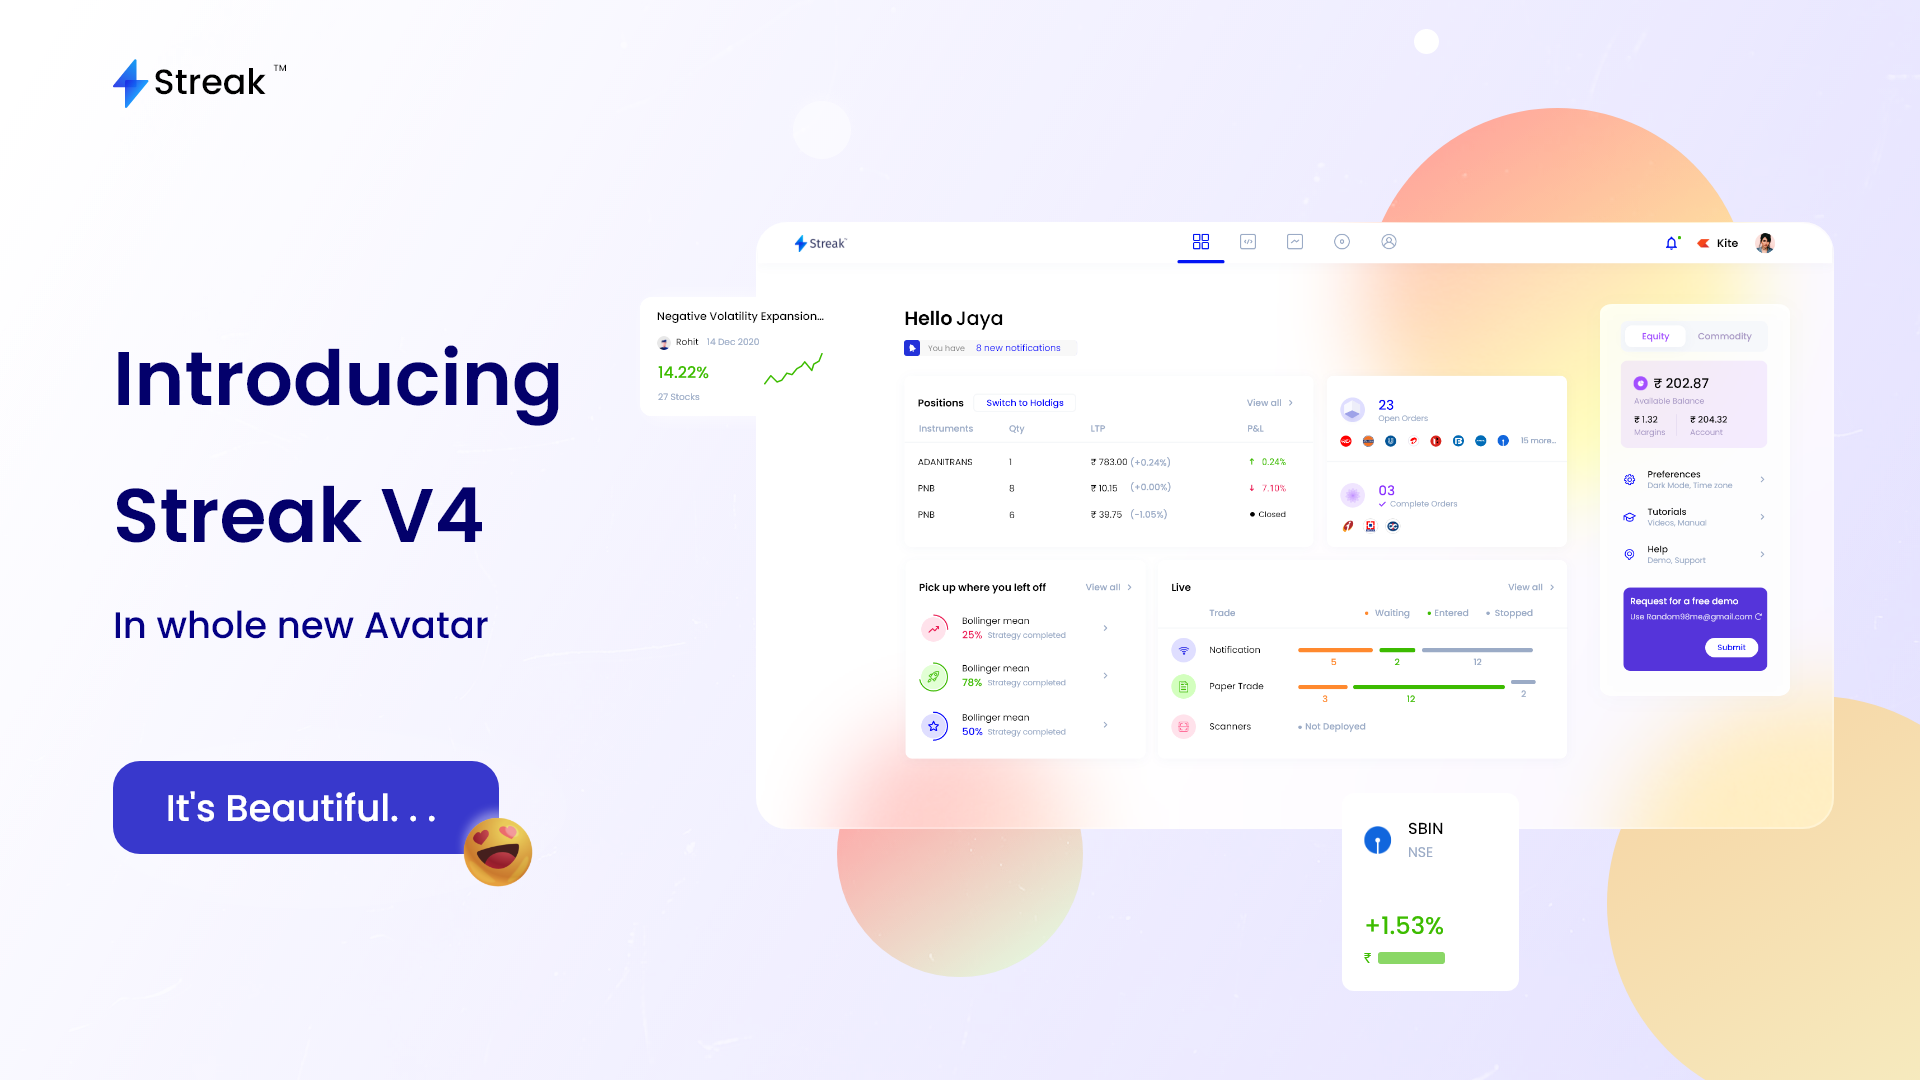 Streak TM
Introducing
Streak V4
In whole new Avatar
It's Beautiful. . .
Streak
Kite
Negative Volatility Expansion...
Rohit 14 Dec 2020
14.22%
27 Stocks
Hello Jaya
You have 8 new notifications
Positions Switch to Holdigs View all
Instruments Qty LTP P&L
ADANITRANS 1 ₹ 783.00 (+0.24%) 0.24%
PNB 8 ₹ 10.15 (+0.00%) 7.10%
PNB 6 ₹ 39.75 (-1.05%) Closed
23
Open Orders
15 more...
03
Complete Orders
Pick up where you left off View all
Bollinger mean
25% Strategy completed
Bollinger mean
78% Strategy completed
Bollinger mean
50% Strategy completed
Live View all
Trade Waiting Entered Stopped
Notification
5 2 12
Paper Trade
3 12 2
Scanners Not Deployed
Equity Commodity
₹ 202.87
Available Balance
₹ 1.32 ₹ 204.32
Margins Account
Preferences
Dark Mode, Time zone
Tutorials
Videos, Manual
Help
Demo, Support
Request for a free demo
Use Random98me@gmail.com
Submit
SBIN
NSE
+1.53%
₹